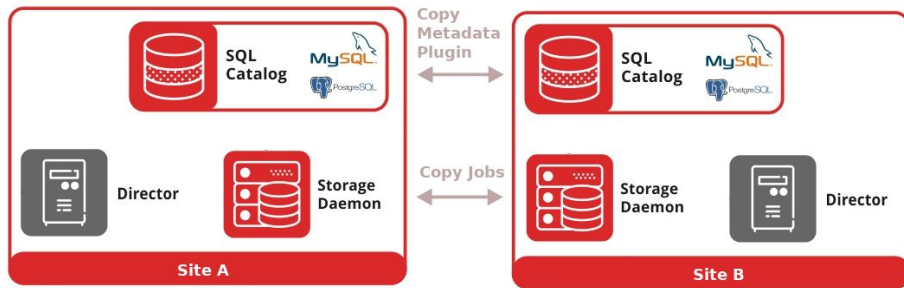 Copy
Metadata
Plugin
SQL
Catalog
MySQL
PostgreSQL
SQL
Catalog
MySQL
PostgreSQL
Director
Storage
Daemon
Copy Jobs
Storage
Daemon
Director
Site A
Site B